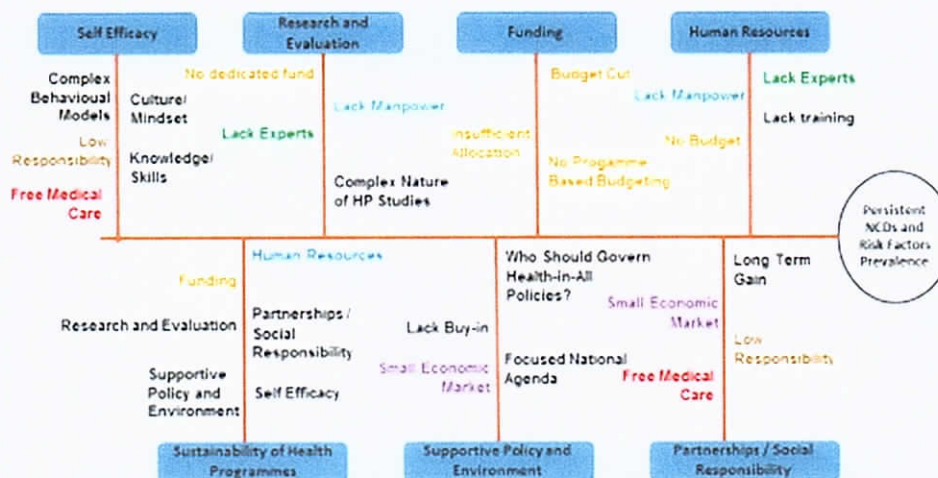 Self Efficacy
Research and
Evaluation
Funding
Human Resources
Complex
Behavioual
Models
Low
Responsibility
Free Medical
Care
Culture/
Mindset
Knowledge/
Skills
No dedicated fund
Lack Experts
Lack Manpower
Complex Nature
of HP Studies
Insufficient
Allocation
Budget Cut
No Progamme
Based Budgeting
Lack Manpower
No Budget
Lack Experts
Lack training
Persistent
NCDs and
Risk Factors
Prevalence
Funding
Research and Evaluation
Supportive
Policy and
Environment
Human Resources
Partnerships /
Social
Responsibility
Self Efficacy
Lack Buy-in
Small Economic
Market
Who Should Govern
Health-in-All
Policies?
Focused National
Agenda
Small Economic
Market
Free Medical
Care
Long Term
Gain
Low
Responsibility
Sustainability of Health
Programmes
Supportive Policy and
Environment
Partnerships / Social
Responsibility